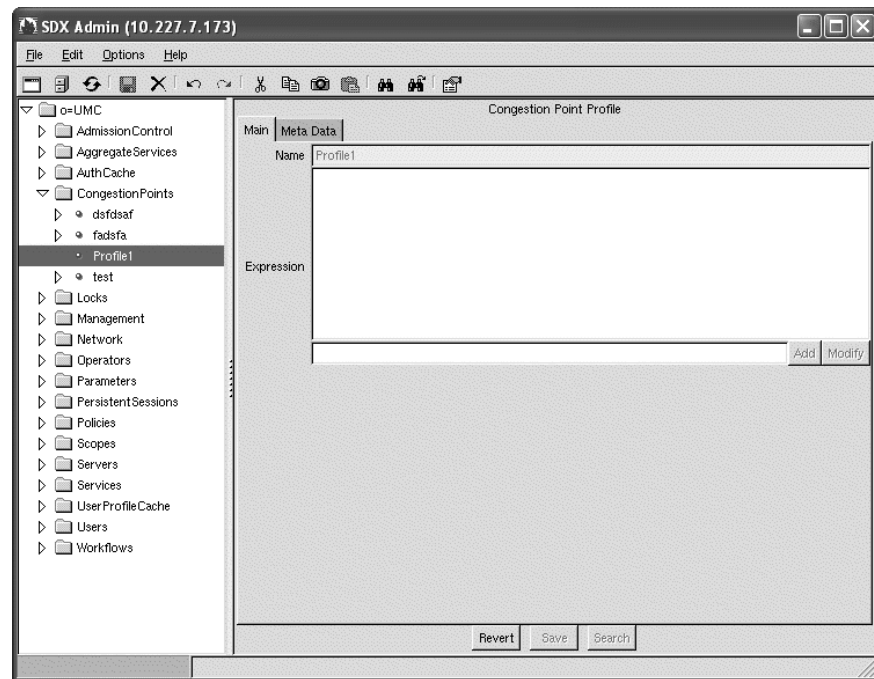 SDX Admin (10.227.7.173)
File Edit Options Help
o=UMC
AdmissionControl
AggregateServices
AuthCache
CongestionPoints
dsfdsaf
fadsfa
Profile1
test
Locks
Management
Network
Operators
Parameters
PersistentSessions
Policies
Scopes
Servers
Services
UserProfileCache
Users
Workflows
Congestion Point Profile
Main Meta Data
Name Profile1
Expression
Add Modify
Revert Save Search